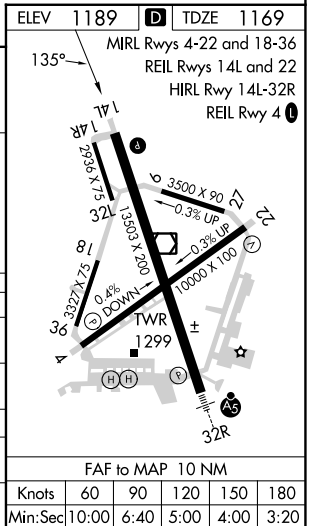 ELEV 1189 D TDZE 1169
MIRL Rwys 4-22 and 18-36
135°
REIL Rwys 14L and 22
HIRL Rwy 14L-32R
REIL Rwy 4 L
14L
14R
P
2936 X 75
32L
13503 X 200
9
3500 X 90
0.3% UP
27
22
V
18
3327 X 75
36
0.3% UP
10000 X 100
0.4% DOWN
P
4
TWR
1299
±
H H
P
A5
32R
FAF to MAP 10 NM
Knots 60 90 120 150 180
Min:Sec 10:00 6:40 5:00 4:00 3:20